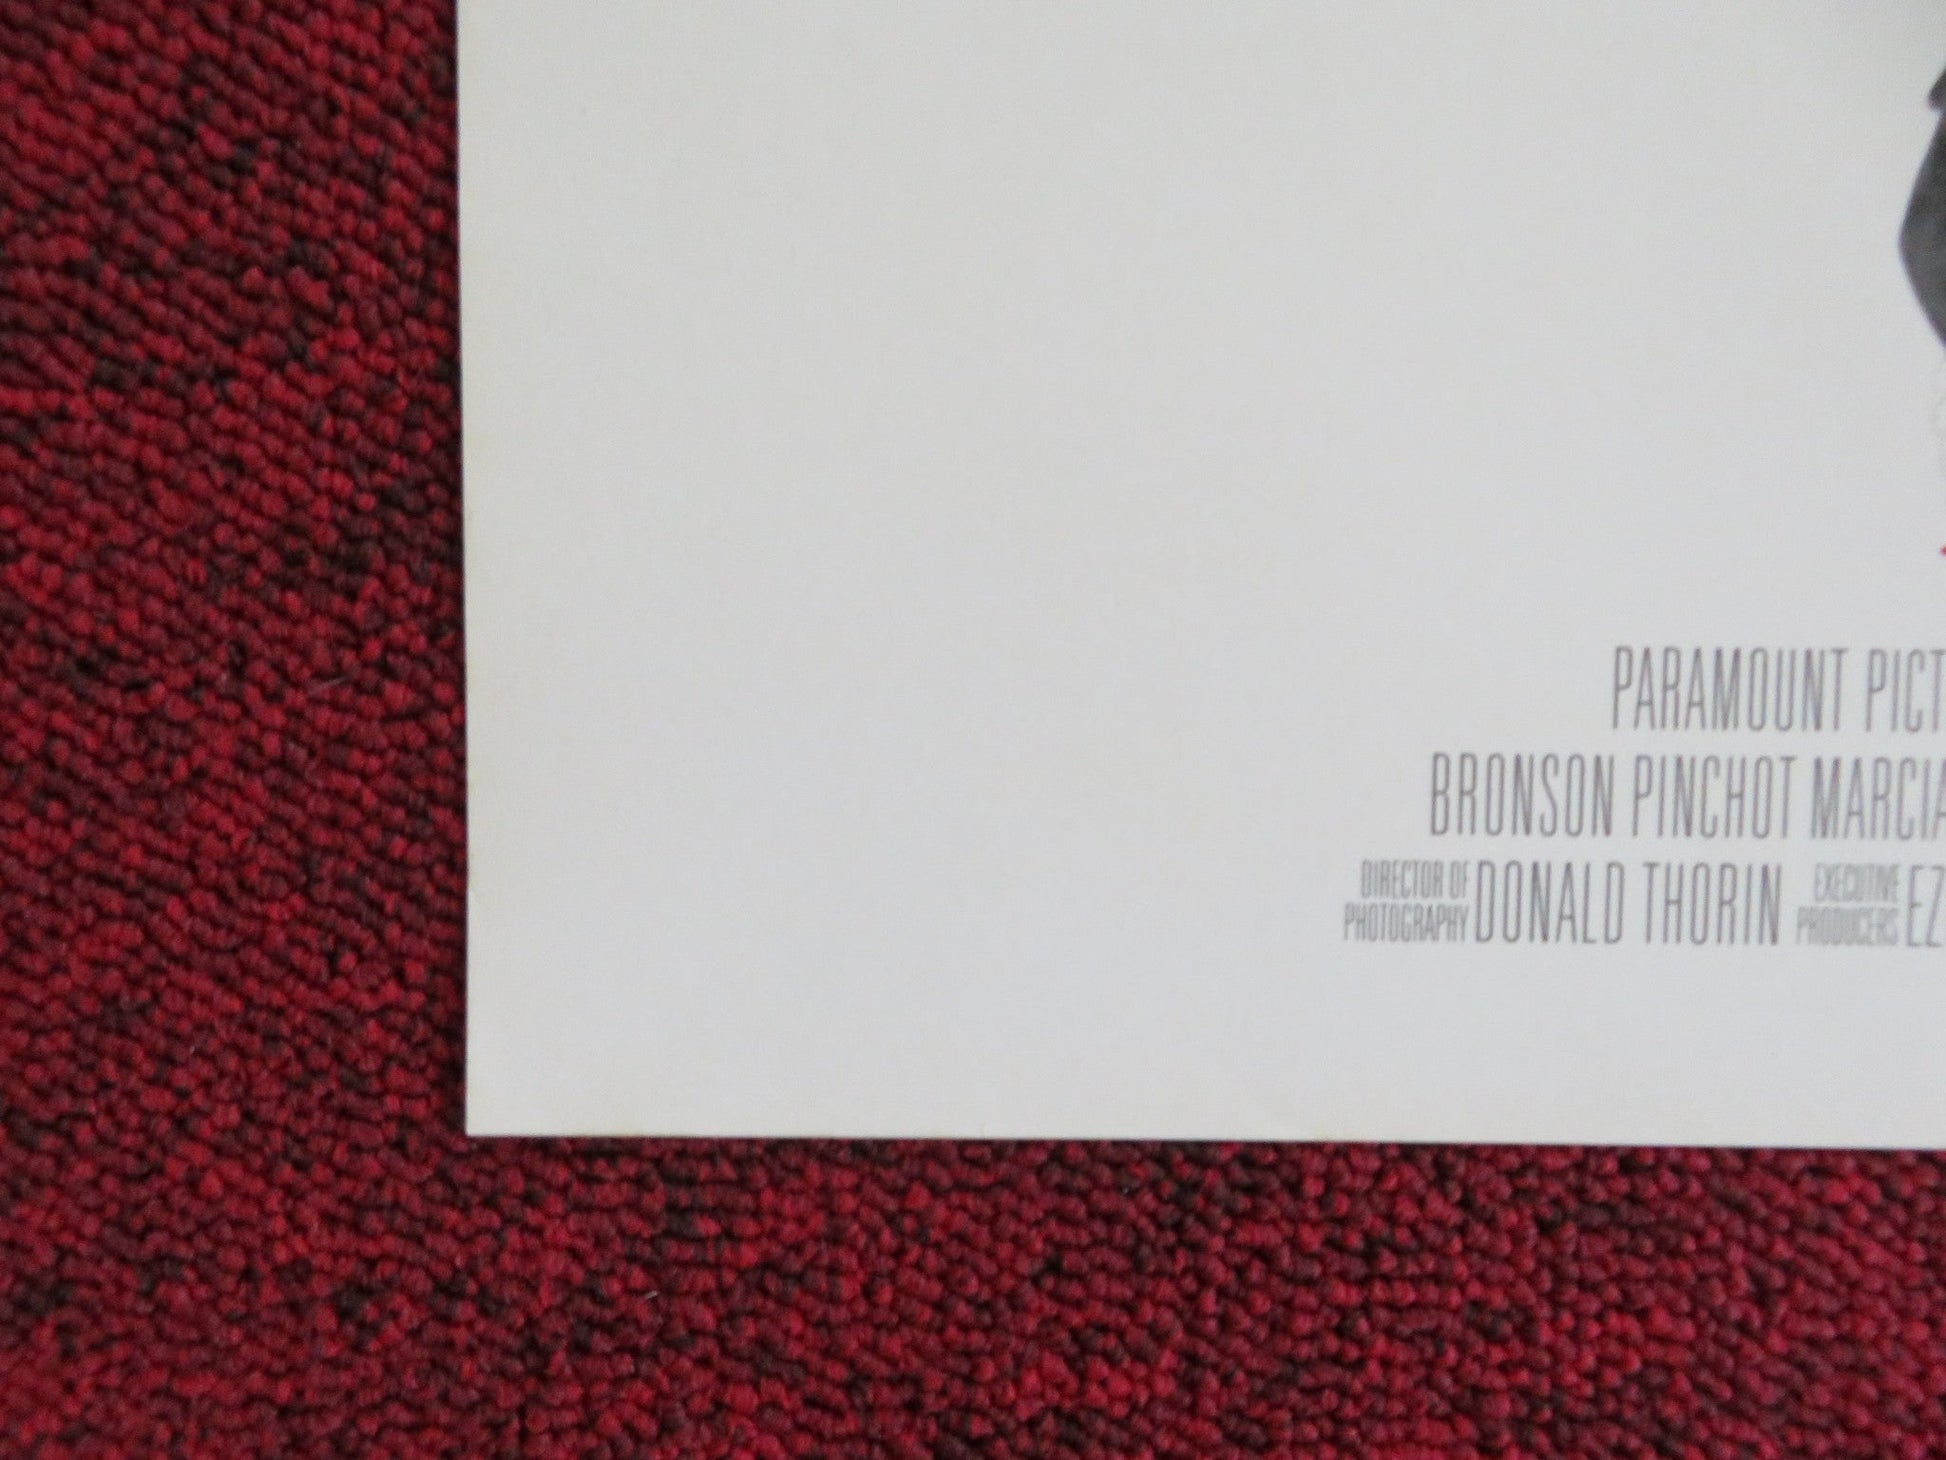 PARAMOUNT PICT
BRONSON PINCHOT MARCIA
DIRECTOR OF PHOTOGRAPHY DONALD THORIN EXECUTIVE PRODUCERS EZ